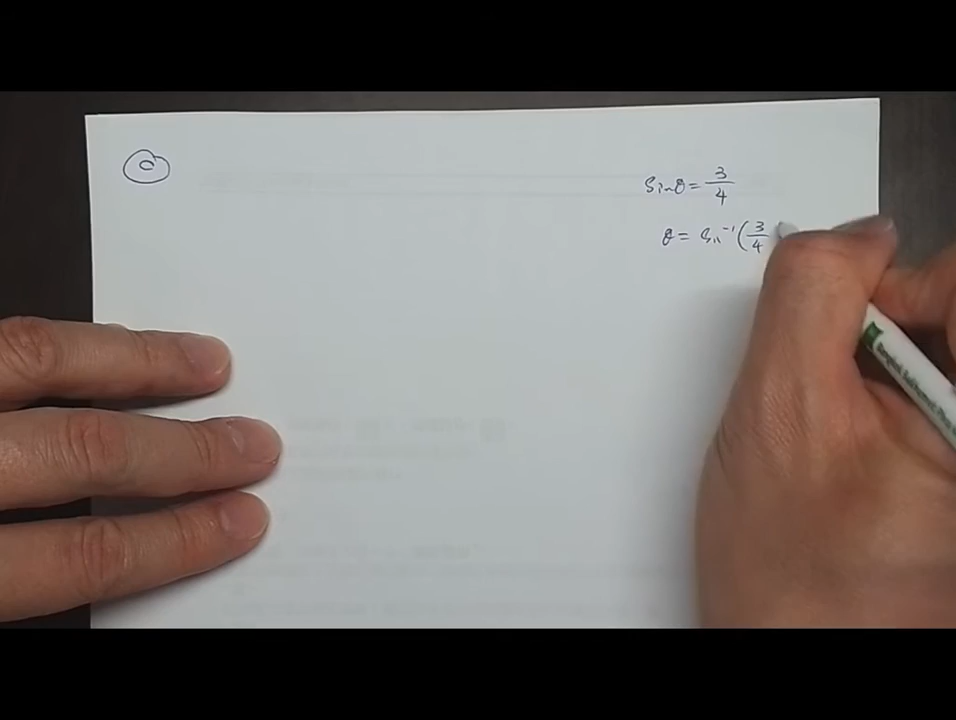 c
sinθ = 3/4
θ = sin⁻¹(3/4